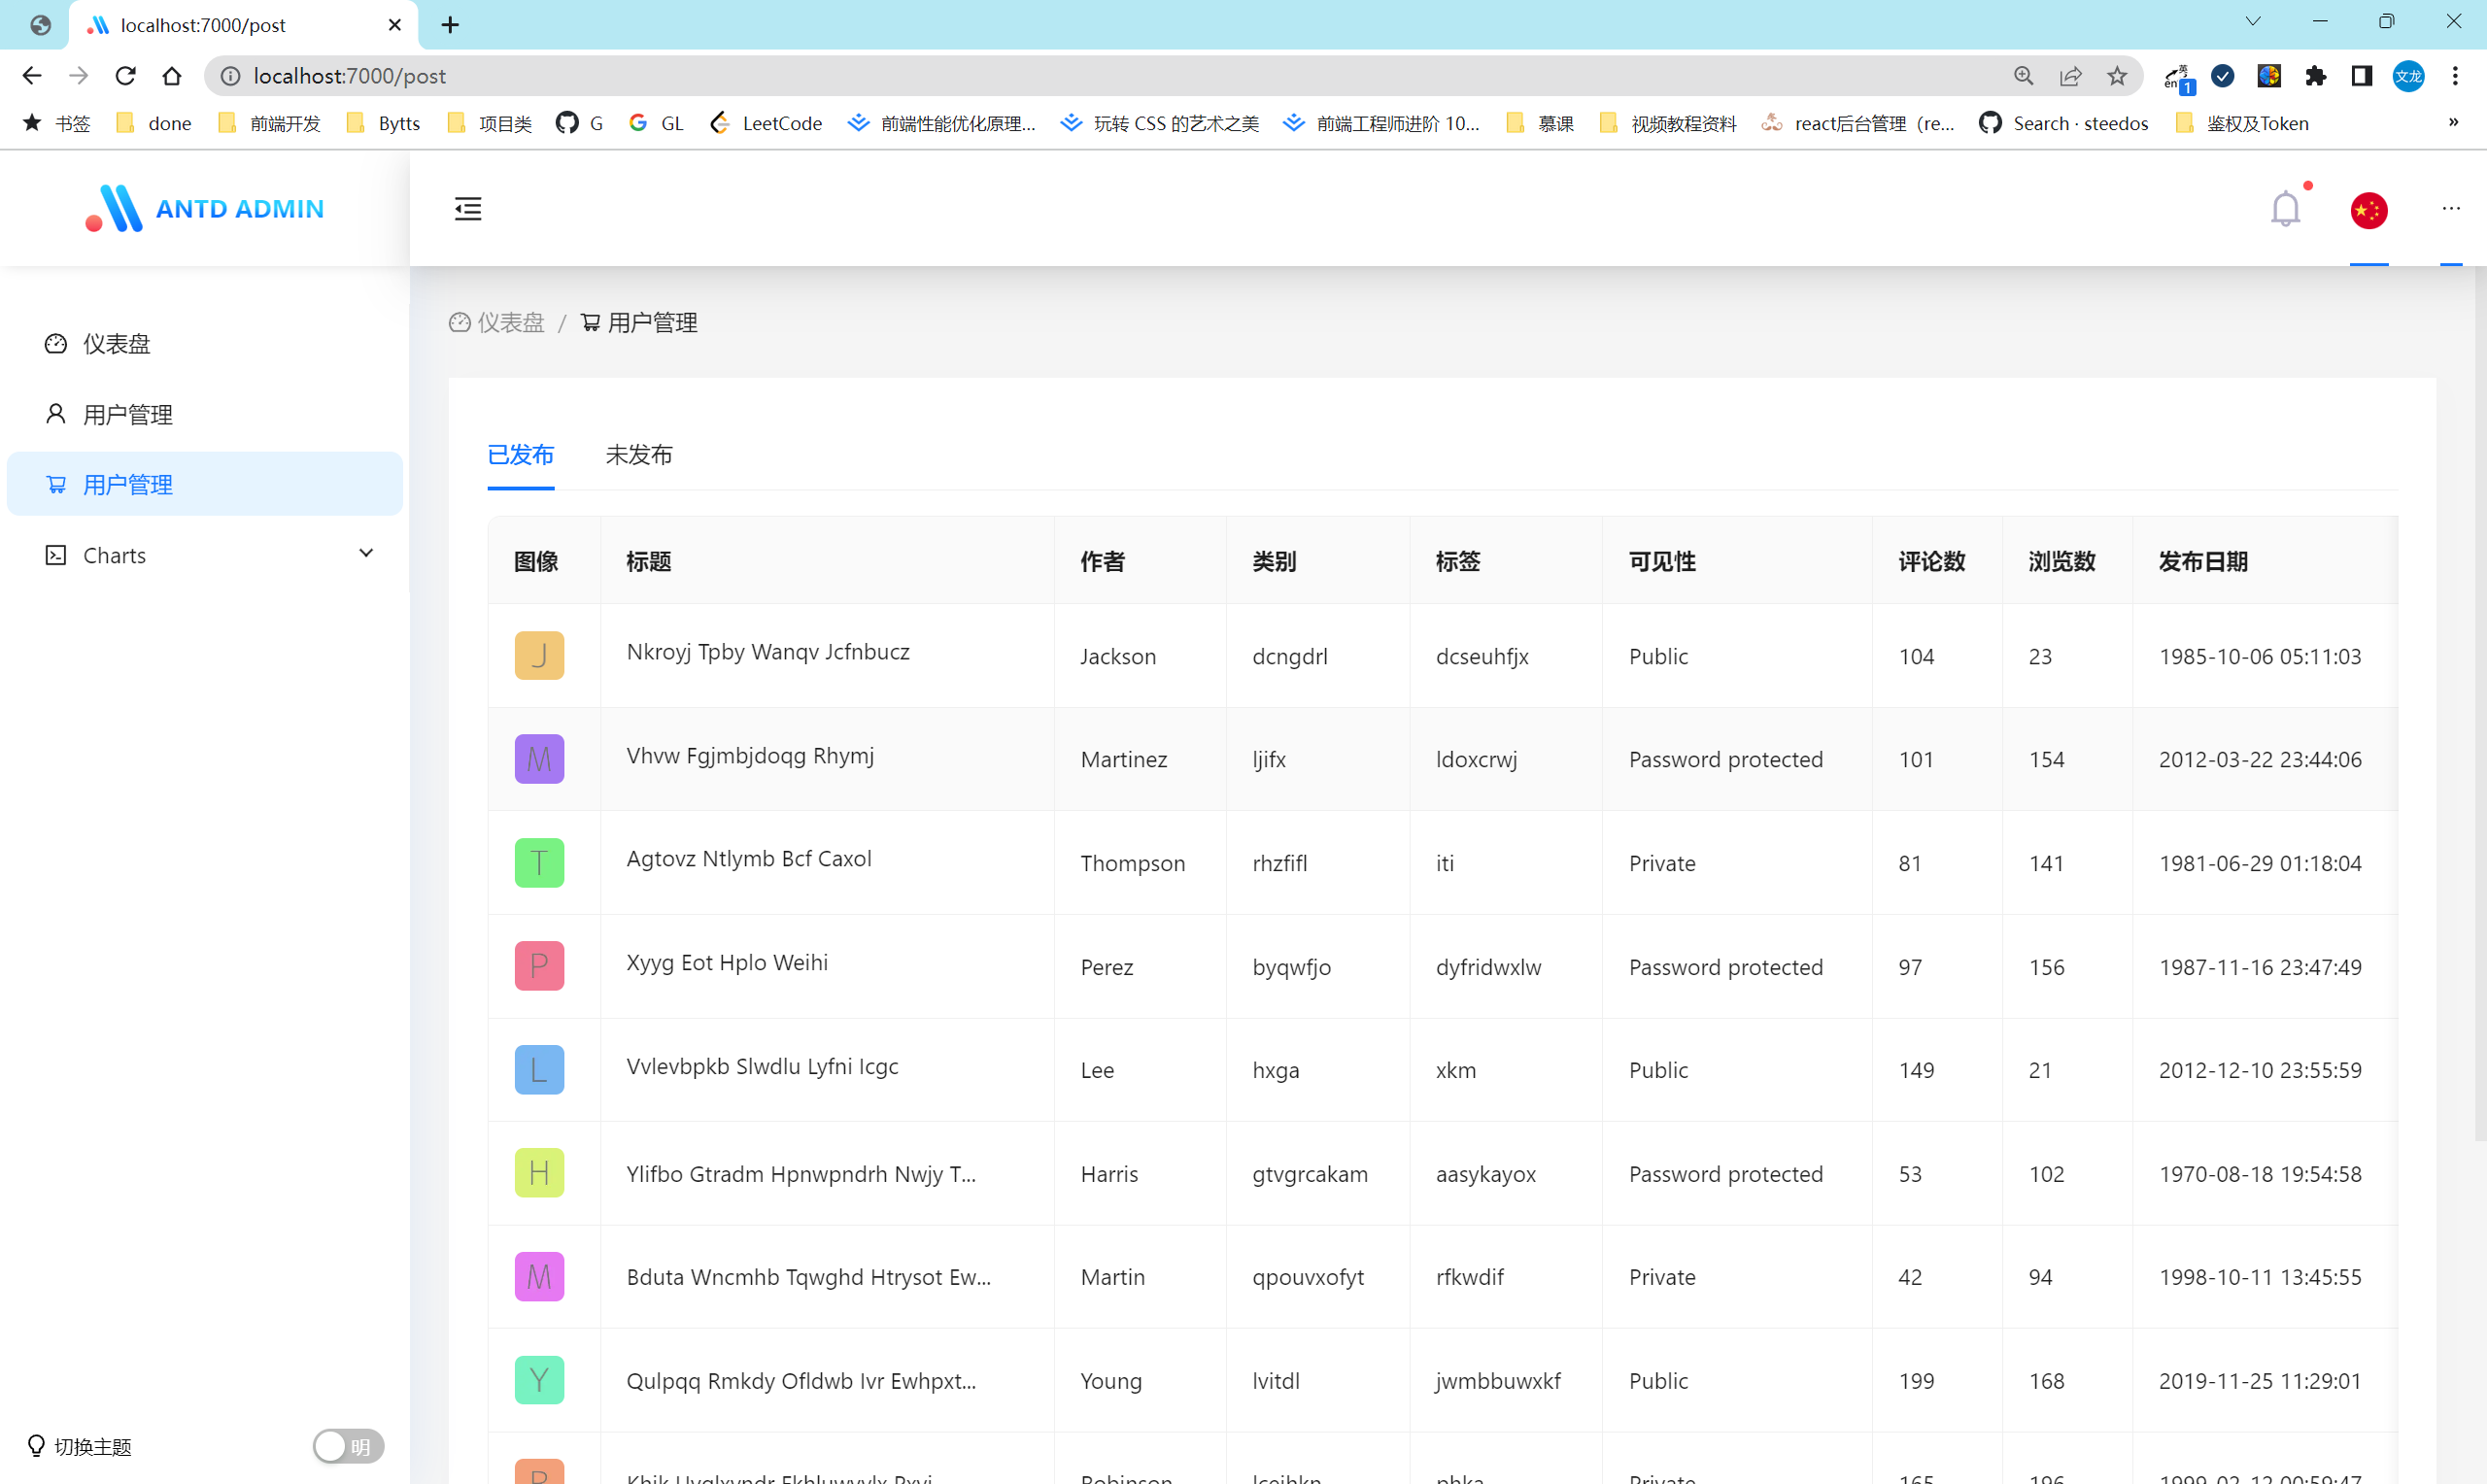 localhost:7000/post
localhost:7000/post
英 en 1 文龙
书签 done 前端开发 Bytts 项目类 G GL LeetCode 前端性能优化原理... 玩转 CSS 的艺术之美 前端工程师进阶 10... 慕课 视频教程资料 react后台管理（re... Search · steedos 鉴权及Token »
ANTD ADMIN
仪表盘 / 用户管理
仪表盘
用户管理
用户管理
Charts
切换主题 明
已发布 未发布
图像 标题 作者 类别 标签 可见性 评论数 浏览数 发布日期
J Nkroyj Tpby Wanqv Jcfnbucz Jackson dcngdrl dcseuhfjx Public 104 23 1985-10-06 05:11:03
M Vhvw Fgjmbjdoqg Rhymj Martinez ljifx ldoxcrwj Password protected 101 154 2012-03-22 23:44:06
T Agtovz Ntlymb Bcf Caxol Thompson rhzfifl iti Private 81 141 1981-06-29 01:18:04
P Xyyg Eot Hplo Weihi Perez byqwfjo dyfridwxlw Password protected 97 156 1987-11-16 23:47:49
L Vvlevbpkb Slwdlu Lyfni Icgc Lee hxga xkm Public 149 21 2012-12-10 23:55:59
H Ylifbo Gtradm Hpnwpndrh Nwjy T... Harris gtvgrcakam aasykayox Password protected 53 102 1970-08-18 19:54:58
M Bduta Wncmhb Tqwghd Htrysot Ew... Martin qpouvxofyt rfkwdif Private 42 94 1998-10-11 13:45:55
Y Qulpqq Rmkdy Ofldwb Ivr Ewhpxt... Young lvitdl jwmbbuwxkf Public 199 168 2019-11-25 11:29:01
Robinson Private 165 196